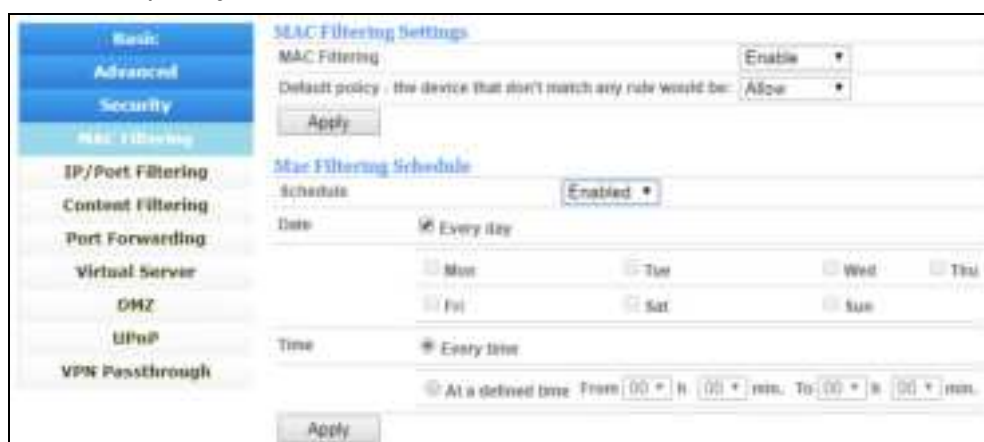 Basic
Advanced
Security
MAC Filtering
IP/Port Filtering
Content Filtering
Port Forwarding
Virtual Server
DMZ
UPnP
VPN Passthrough
MAC Filtering Settings
MAC Filtering Enable
Default policy - the device that don't match any rule would be: Allow
Apply
Mac Filtering Schedule
Schedule Enabled
Date Every day
Mon Tue Wed Thu
Fri Sat Sun
Time Every time
At a defined time From 00 h 00 min. To 00 h 00 min.
Apply